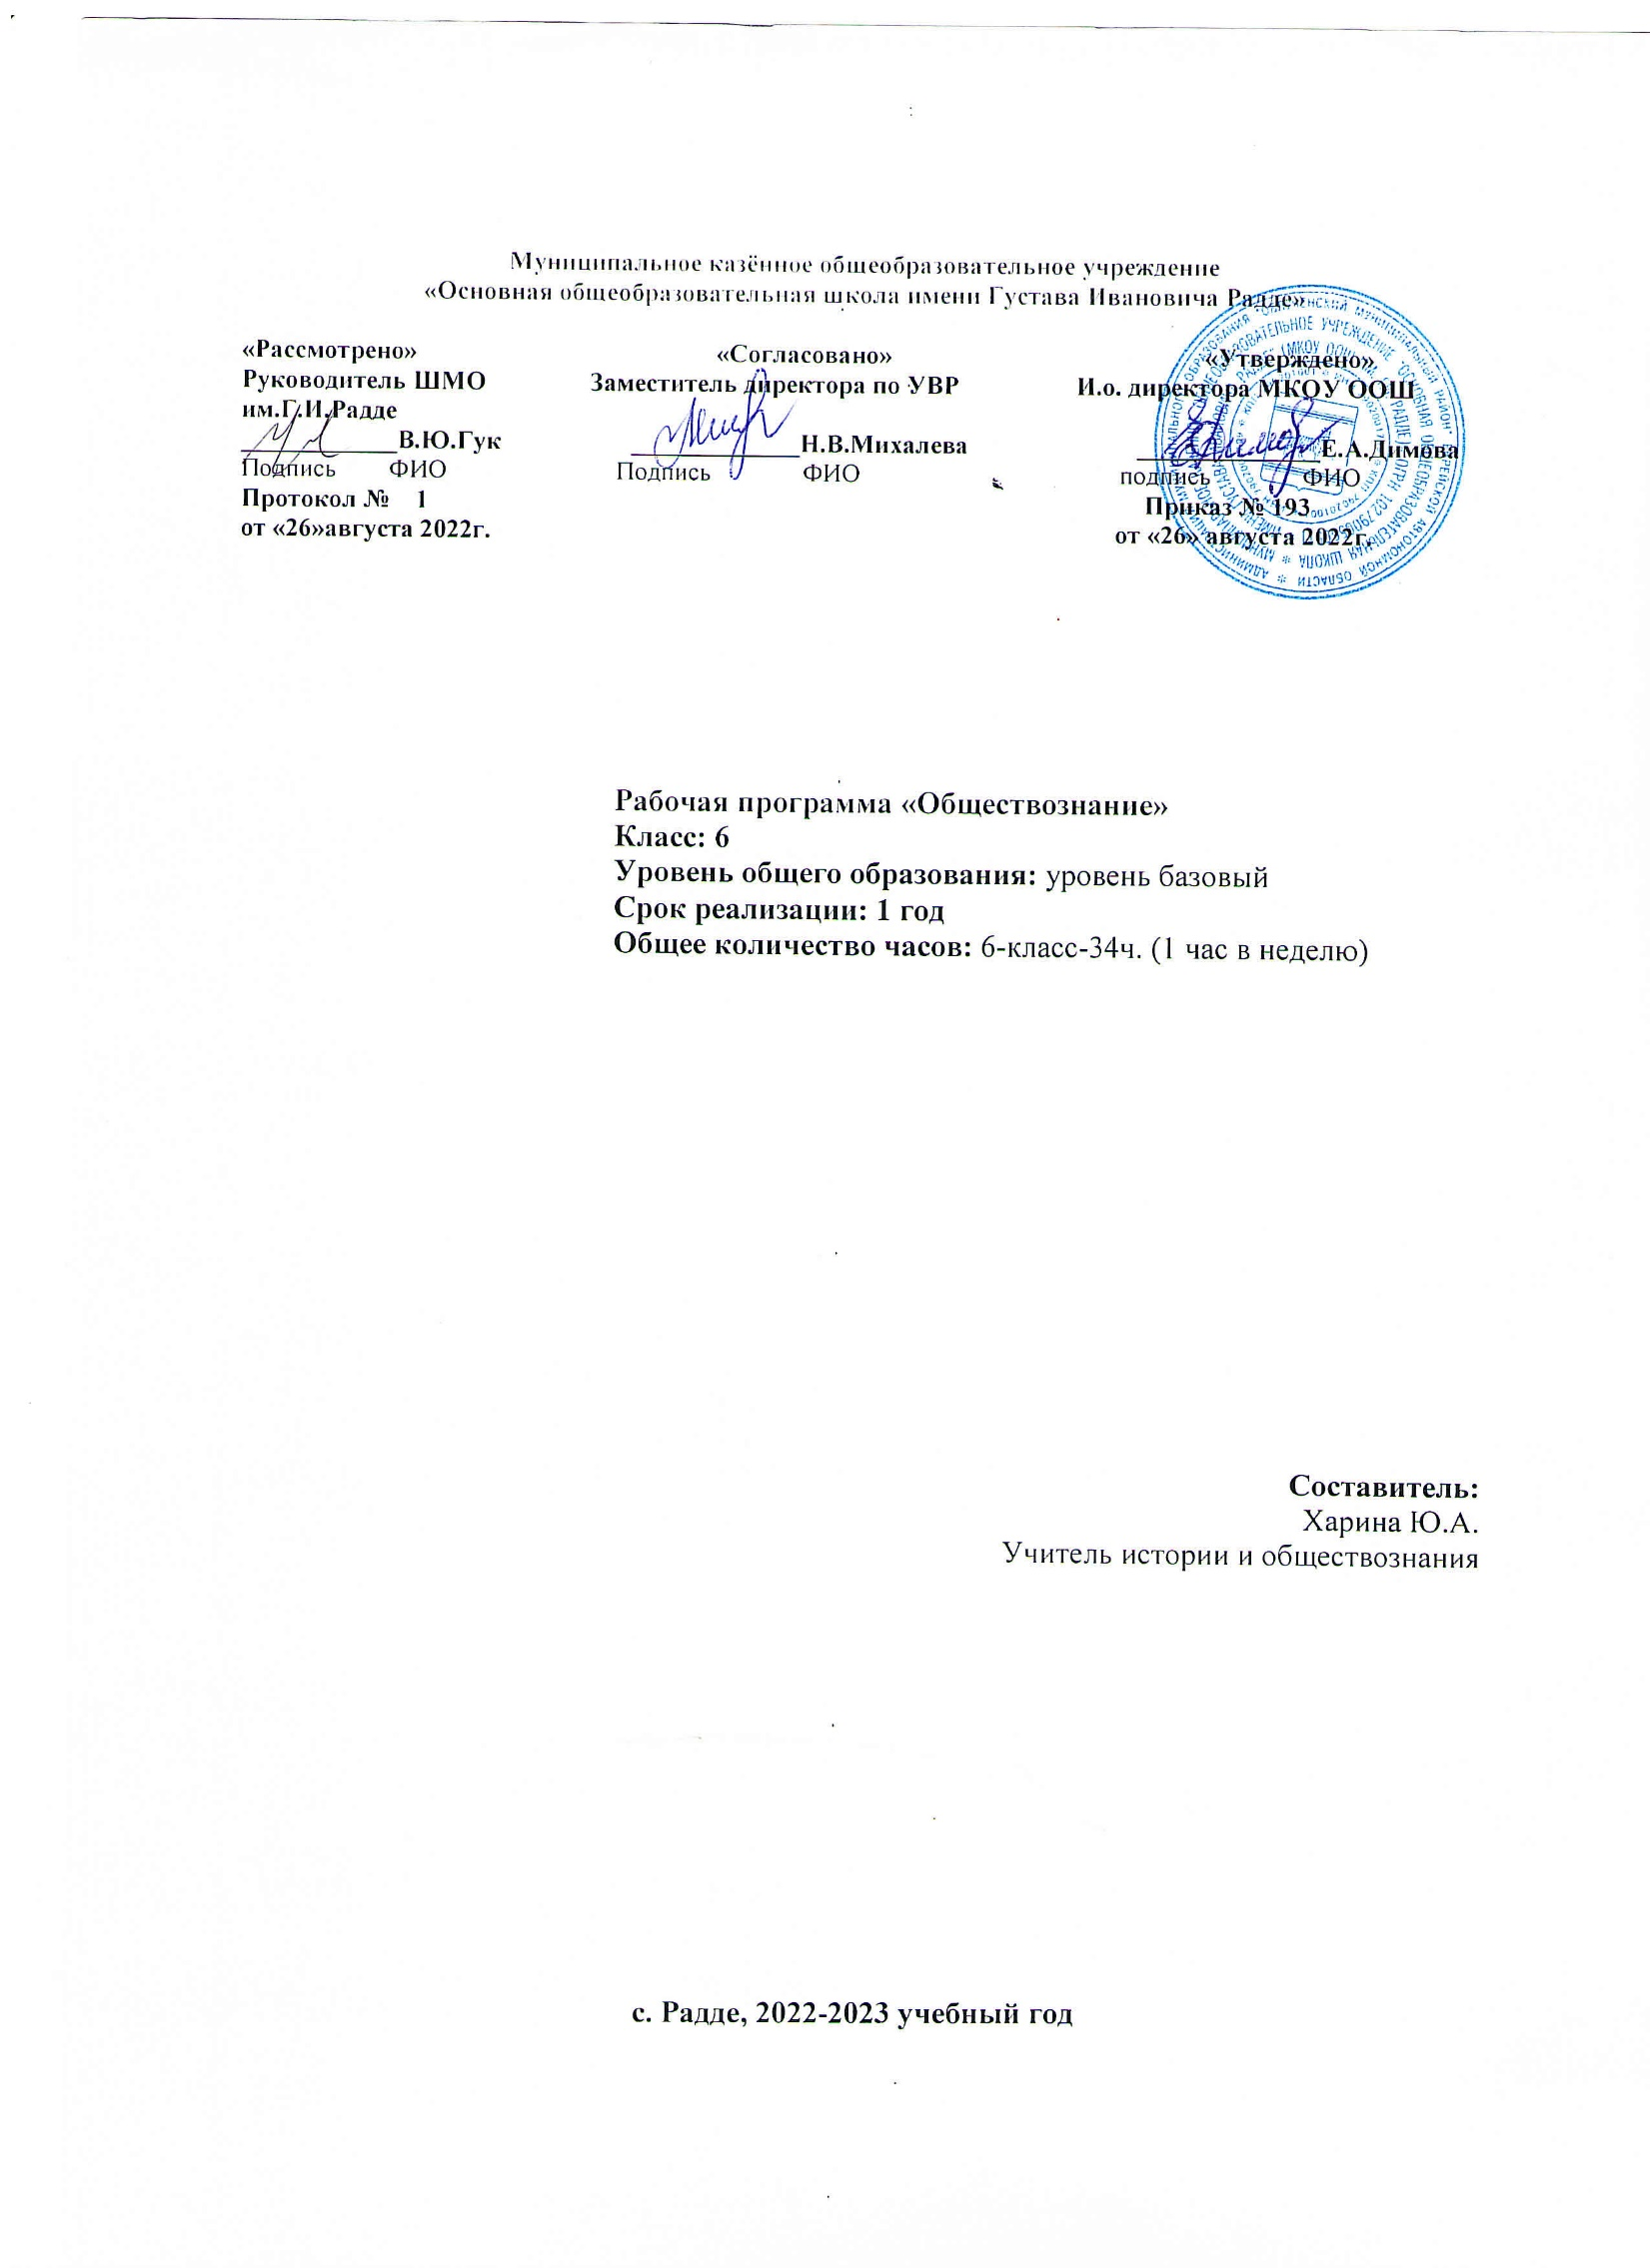 Муниципальное казённое общеобразовательное учреждение
«Основная общеобразовательная школа имени Густава Ивановича Радде»
«Рассмотрено»
Руководитель ШМО
им.Г.И.Радде
В.Ю.Гук
Подпись ФИО
Протокол № 1
от «26»августа 2022г.
«Согласовано»
Заместитель директора по УВР
Н.В.Михалева
Подпись ФИО
«Утверждено»
И.о. директора МКОУ ООШ
Е.А.Димова
подпись ФИО
Приказ № 193
от «26» августа 2022г.
Рабочая программа «Обществознание»
Класс: 6
Уровень общего образования: уровень базовый
Срок реализации: 1 год
Общее количество часов: 6-класс-34ч. (1 час в неделю)
Составитель:
Харина Ю.А.
Учитель истории и обществознания
с. Радде, 2022-2023 учебный год